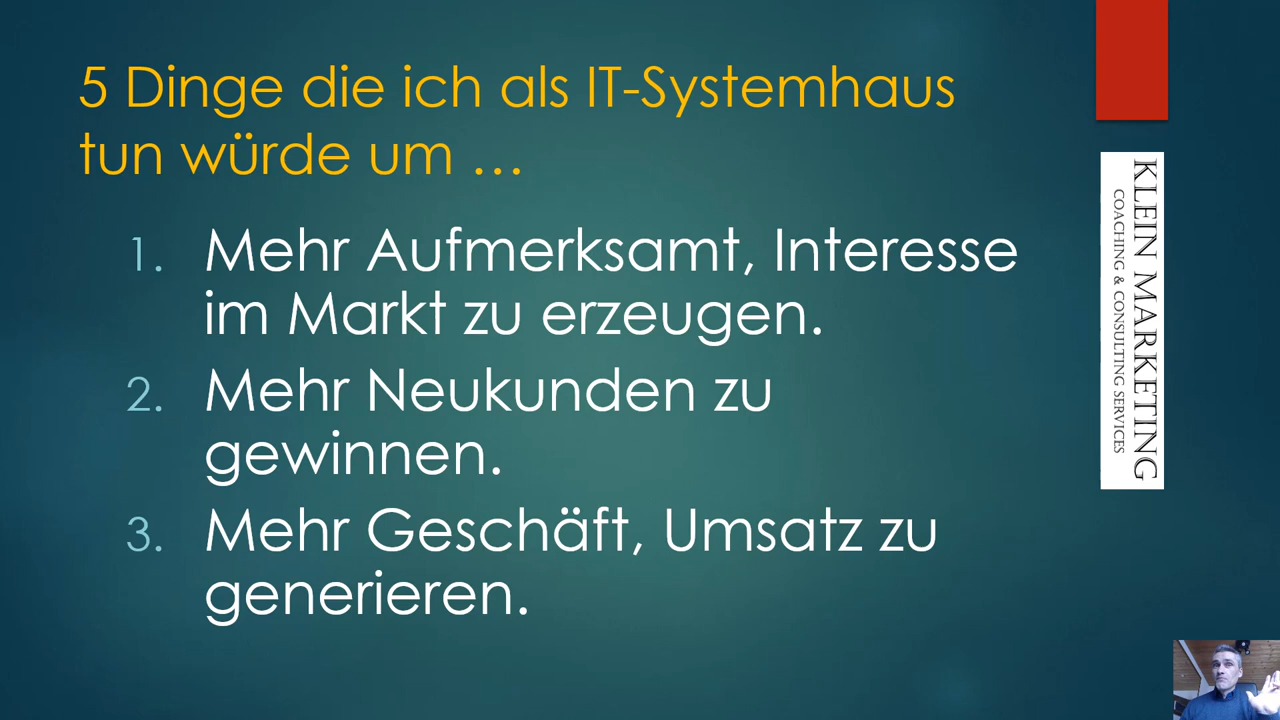 5 Dinge die ich als IT-Systemhaus
tun würde um …
1. Mehr Aufmerksamt, Interesse
im Markt zu erzeugen.
2. Mehr Neukunden zu
gewinnen.
3. Mehr Geschäft, Umsatz zu
generieren.
KLEIN MARKETING
COACHING & CONSULTING SERVICES